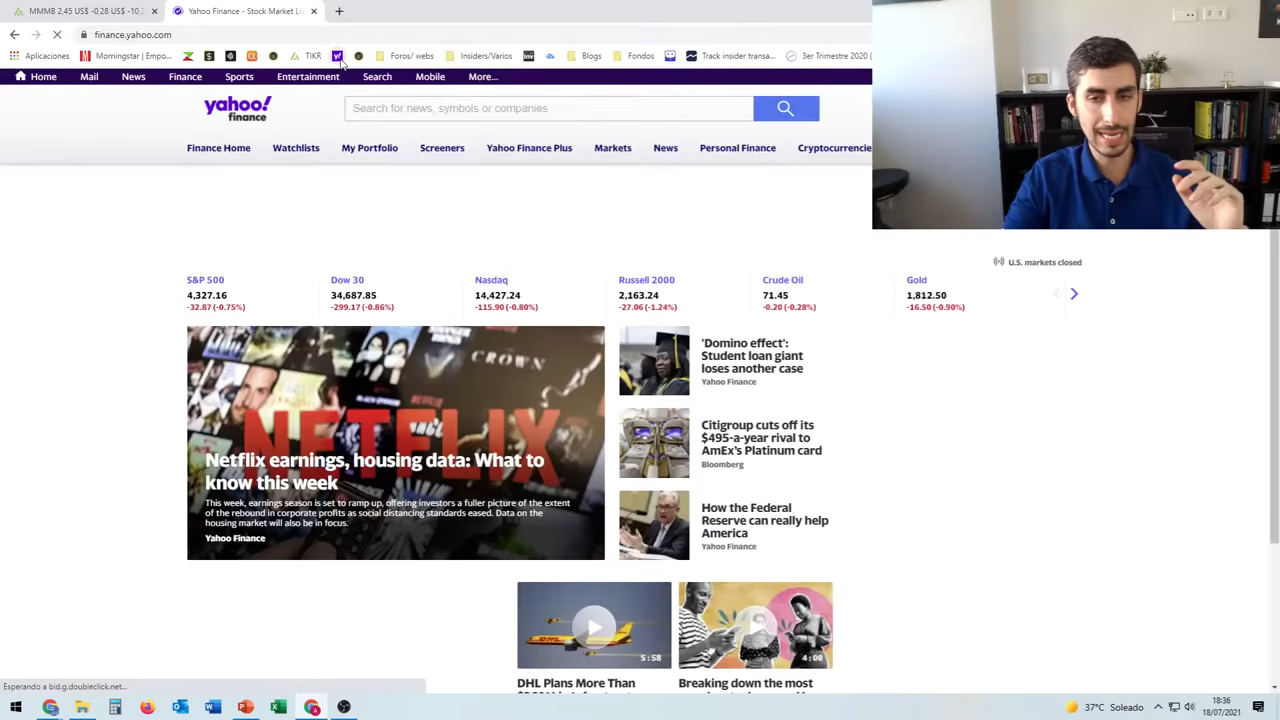 MMMB 2,45 US$ -0,28 US$ -10,
Yahoo Finance - Stock Market Li
finance.yahoo.com
Aplicaciones
Morningstar | Empo...
TIKR
Foros/ webs
Insiders/Varios...
Blogs
Fondos
Track insider transa...
3er Trimestre 2020 (
Home
Mail
News
Finance
Sports
Entertainment
Search
Mobile
More...
yahoo!
finance
Search for news, symbols or companies
Finance Home
Watchlists
My Portfolio
Screeners
Yahoo Finance Plus
Markets
News
Personal Finance
Cryptocurrencie
U.S. markets closed
S&P 500
4,327.16
-32.87 (-0.75%)
Dow 30
34,687.85
-299.17 (-0.86%)
Nasdaq
14,427.24
-115.90 (-0.80%)
Russell 2000
2,163.24
-27.06 (-1.24%)
Crude Oil
71.45
-0.20 (-0.28%)
Gold
1,812.50
-16.50 (-0.90%)
CROWN
NETFLIX
Netflix earnings, housing data: What to
know this week
This week, earnings season is set to ramp up, offering investors a fuller picture of the extent
of the rebound in corporate profits as social distancing standards eased. Data on the
housing market will also be in focus.
Yahoo Finance
'Domino effect':
Student loan giant
loses another case
Yahoo Finance
Citigroup cuts off its
$495-a-year rival to
AmEx's Platinum card
Bloomberg
How the Federal
Reserve can really help
America
Yahoo Finance
5:58
DHL Plans More Than
4:00
Breaking down the most
Esperando a bid.g.doubleclick.net...
37°C Soleado
18:36
18/07/2021